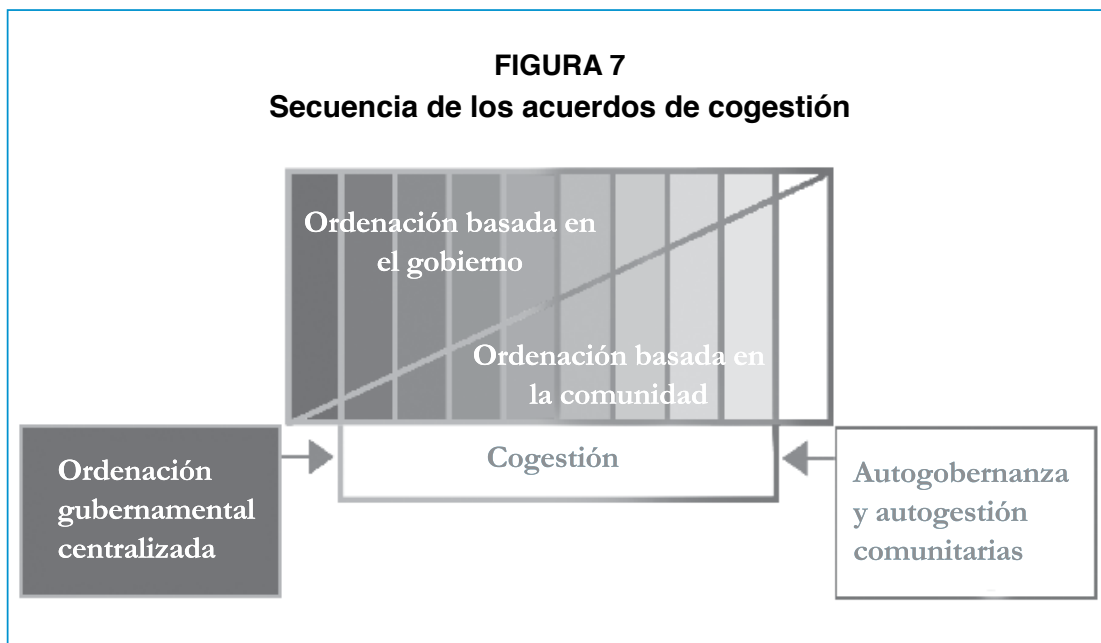 FIGURA 7
Secuencia de los acuerdos de cogestión
Ordenación basada en
el gobierno
Ordenación basada en
la comunidad
Cogestión
Ordenación
gubernamental
centralizada
Autogobernanza
y autogestión
comunitarias